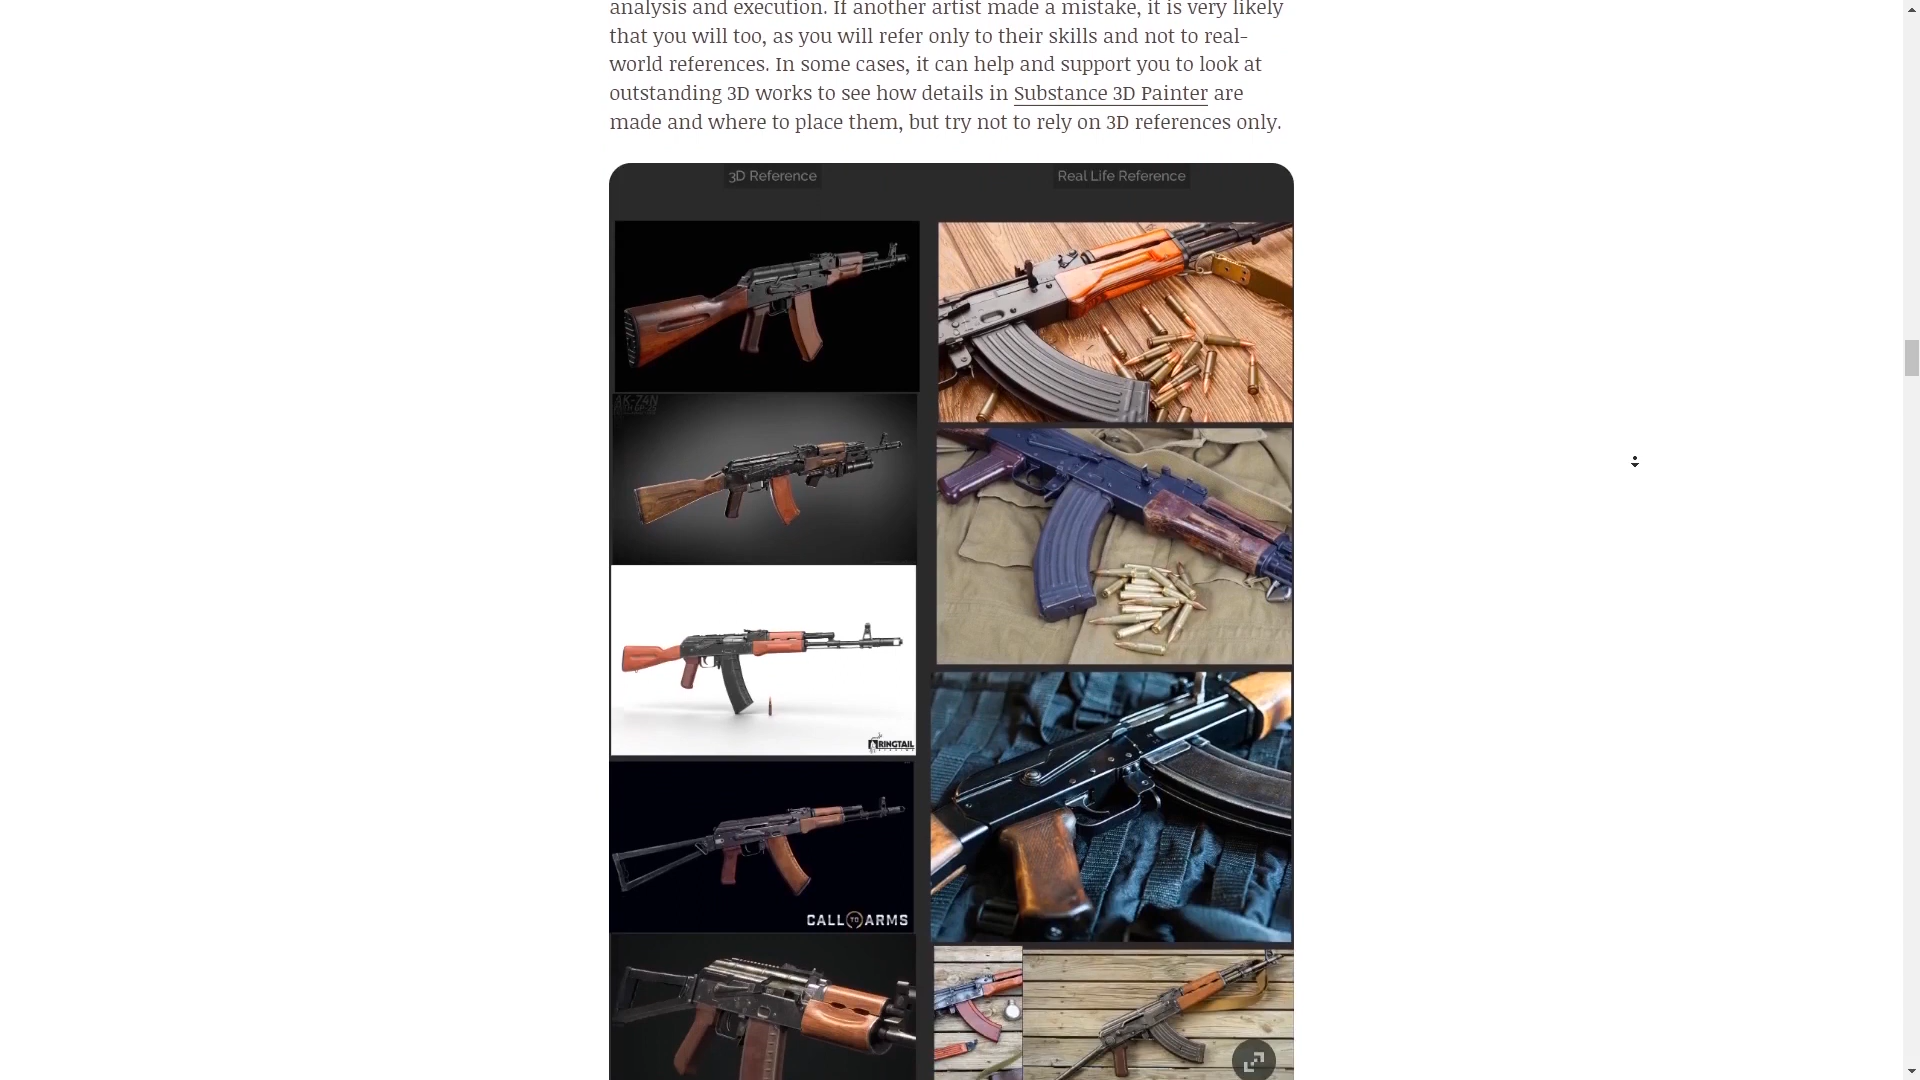 analysis and execution. If another artist made a mistake, it is very likely
that you will too, as you will refer only to their skills and not to real-
world references. In some cases, it can help and support you to look at
outstanding 3D works to see how details in Substance 3D Painter are
made and where to place them, but try not to rely on 3D references only.
3D Reference
Real Life Reference
AK-74N
RINGTAIL
CALL TO ARMS